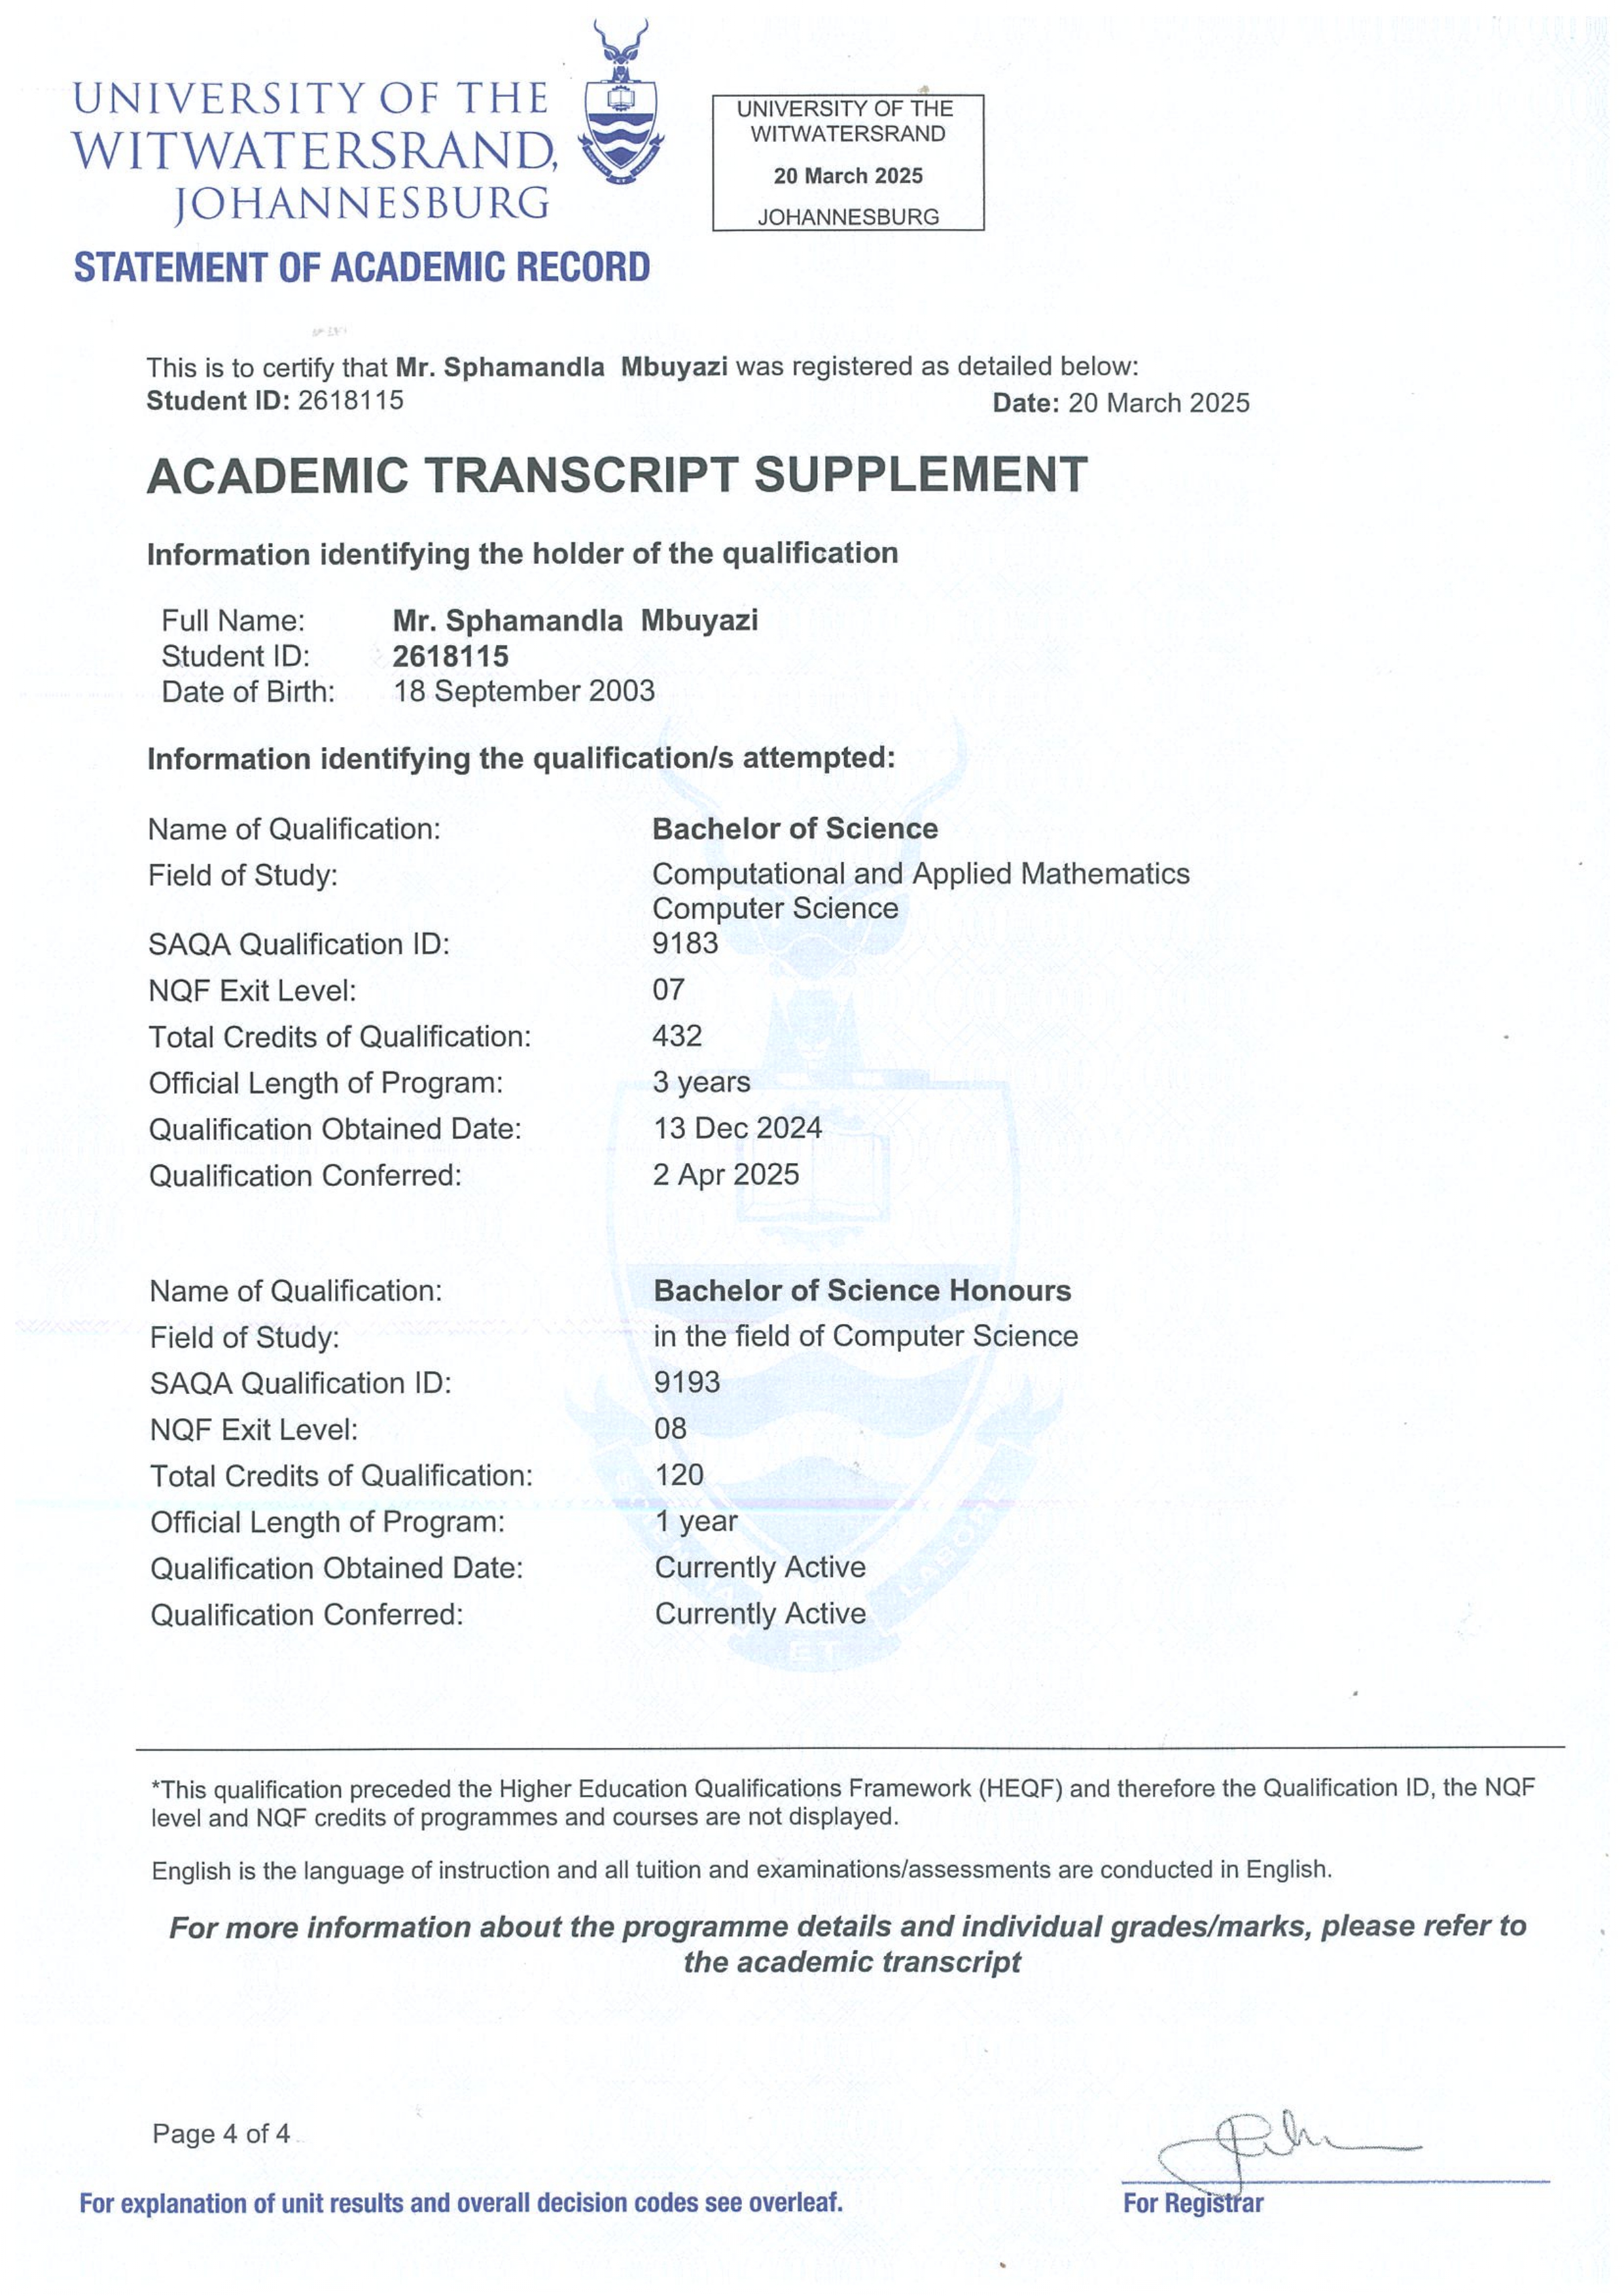 UNIVERSITY OF THE
WITWATERSRAND,
JOHANNESBURG
UNIVERSITY OF THE
WITWATERSRAND
20 March 2025
JOHANNESBURG
STATEMENT OF ACADEMIC RECORD
This is to certify that Mr. Sphamandla Mbuyazi was registered as detailed below:
Student ID: 2618115 Date: 20 March 2025
ACADEMIC TRANSCRIPT SUPPLEMENT
Information identifying the holder of the qualification
Full Name: Mr. Sphamandla Mbuyazi
Student ID: 2618115
Date of Birth: 18 September 2003
Information identifying the qualification/s attempted:
Name of Qualification: Bachelor of Science
Field of Study: Computational and Applied Mathematics
Computer Science
SAQA Qualification ID: 9183
NQF Exit Level: 07
Total Credits of Qualification: 432
Official Length of Program: 3 years
Qualification Obtained Date: 13 Dec 2024
Qualification Conferred: 2 Apr 2025
Name of Qualification: Bachelor of Science Honours
Field of Study: in the field of Computer Science
SAQA Qualification ID: 9193
NQF Exit Level: 08
Total Credits of Qualification: 120
Official Length of Program: 1 year
Qualification Obtained Date: Currently Active
Qualification Conferred: Currently Active
*This qualification preceded the Higher Education Qualifications Framework (HEQF) and therefore the Qualification ID, the NQF
level and NQF credits of programmes and courses are not displayed.
English is the language of instruction and all tuition and examinations/assessments are conducted in English.
For more information about the programme details and individual grades/marks, please refer to
the academic transcript
Page 4 of 4
For explanation of unit results and overall decision codes see overleaf.
For Registrar